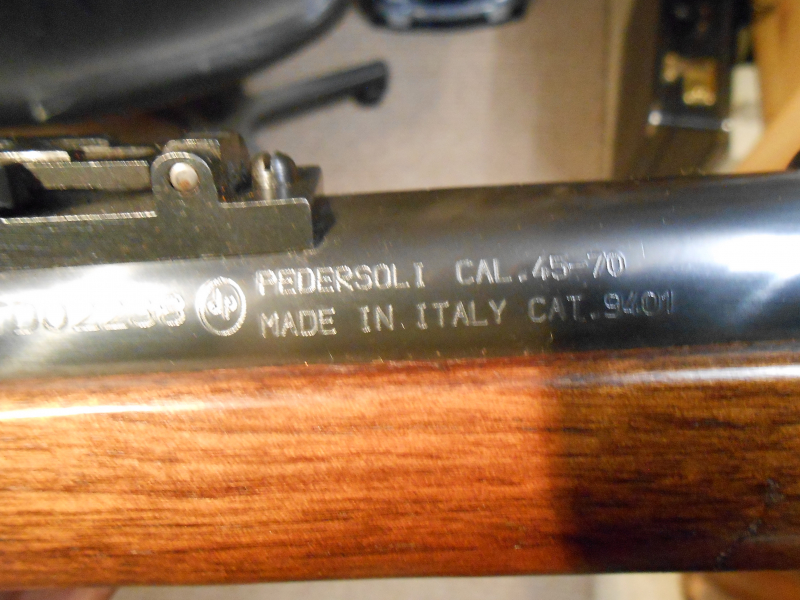 PEDERSOLI CAL.45-70
MADE IN ITALY CAT.9401